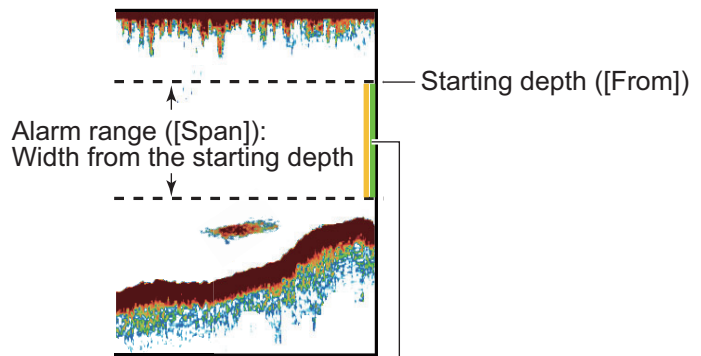 Starting depth ([From])
Alarm range ([Span]):
Width from the starting depth